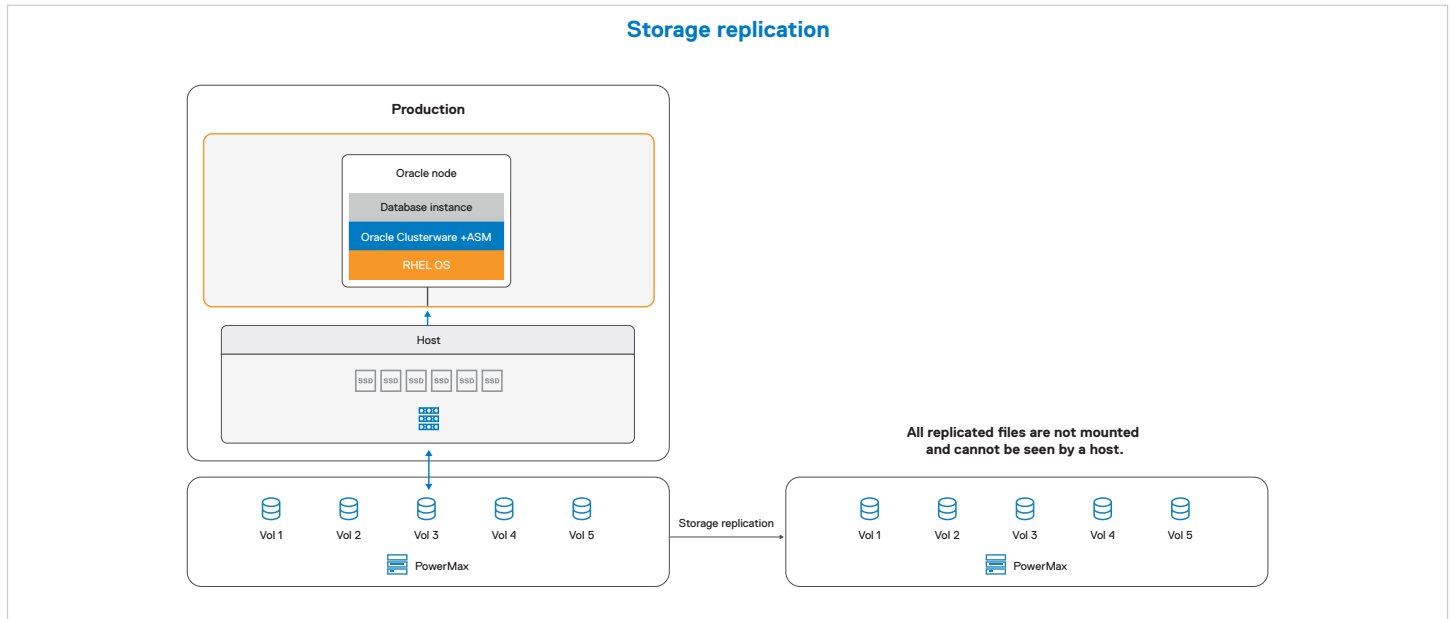 Storage replication
Production
Oracle node
Database instance
Oracle Clusterware +ASM
RHEL OS
Host
SSD SSD SSD SSD SSD SSD
All replicated files are not mounted
and cannot be seen by a host.
Vol 1 Vol 2 Vol 3 Vol 4 Vol 5
PowerMax
Storage replication
Vol 1 Vol 2 Vol 3 Vol 4 Vol 5
PowerMax